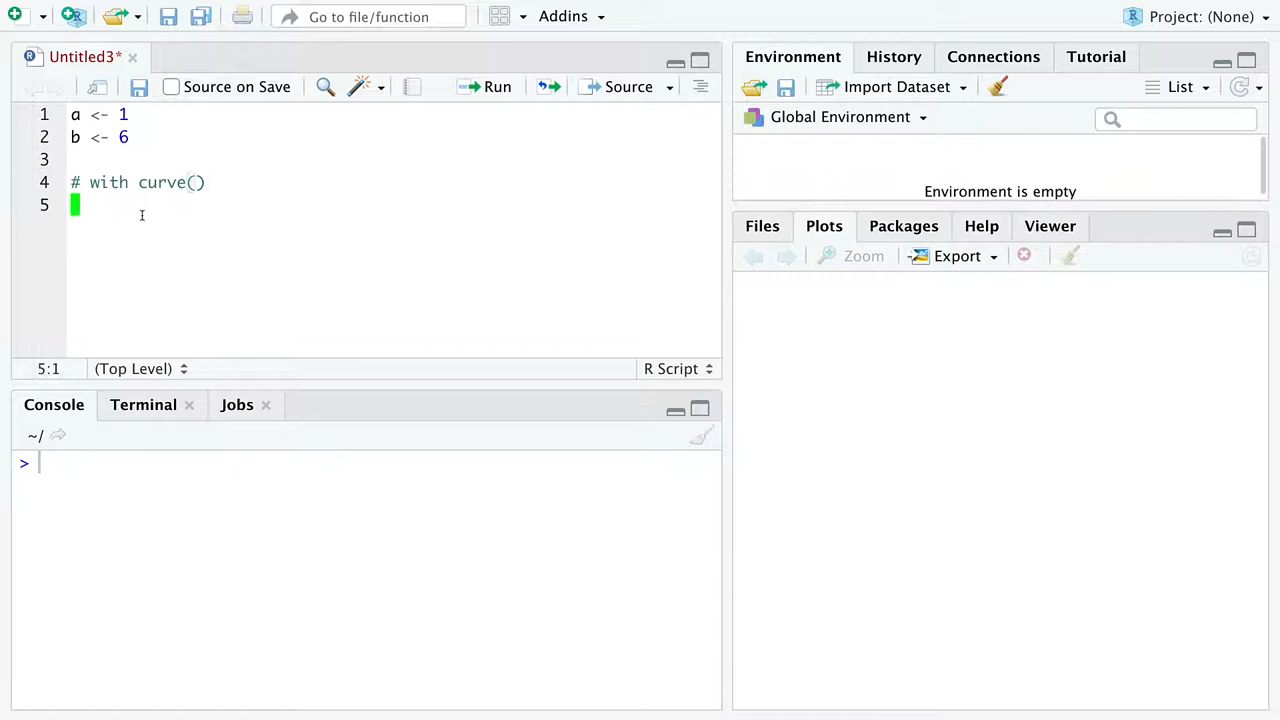 Go to file/function
Addins
Project: (None)
Untitled3*
Source on Save
Run
Source
1 a <- 1
2 b <- 6
3
4 # with curve()
5
5:1 (Top Level) R Script
Console Terminal Jobs
~/
>
Environment History Connections Tutorial
Import Dataset List
Global Environment
Environment is empty
Files Plots Packages Help Viewer
Zoom Export